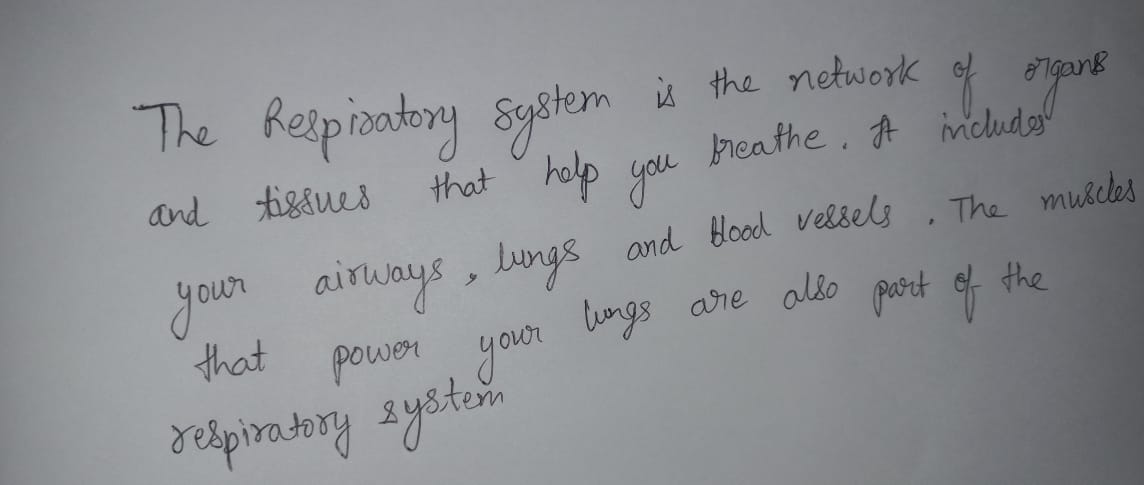 The Respiratory system is the network of organs
and tissues that help you breathe. It includes
your airways, lungs and blood vessels. The muscles
that power your lungs are also part of the
respiratory system